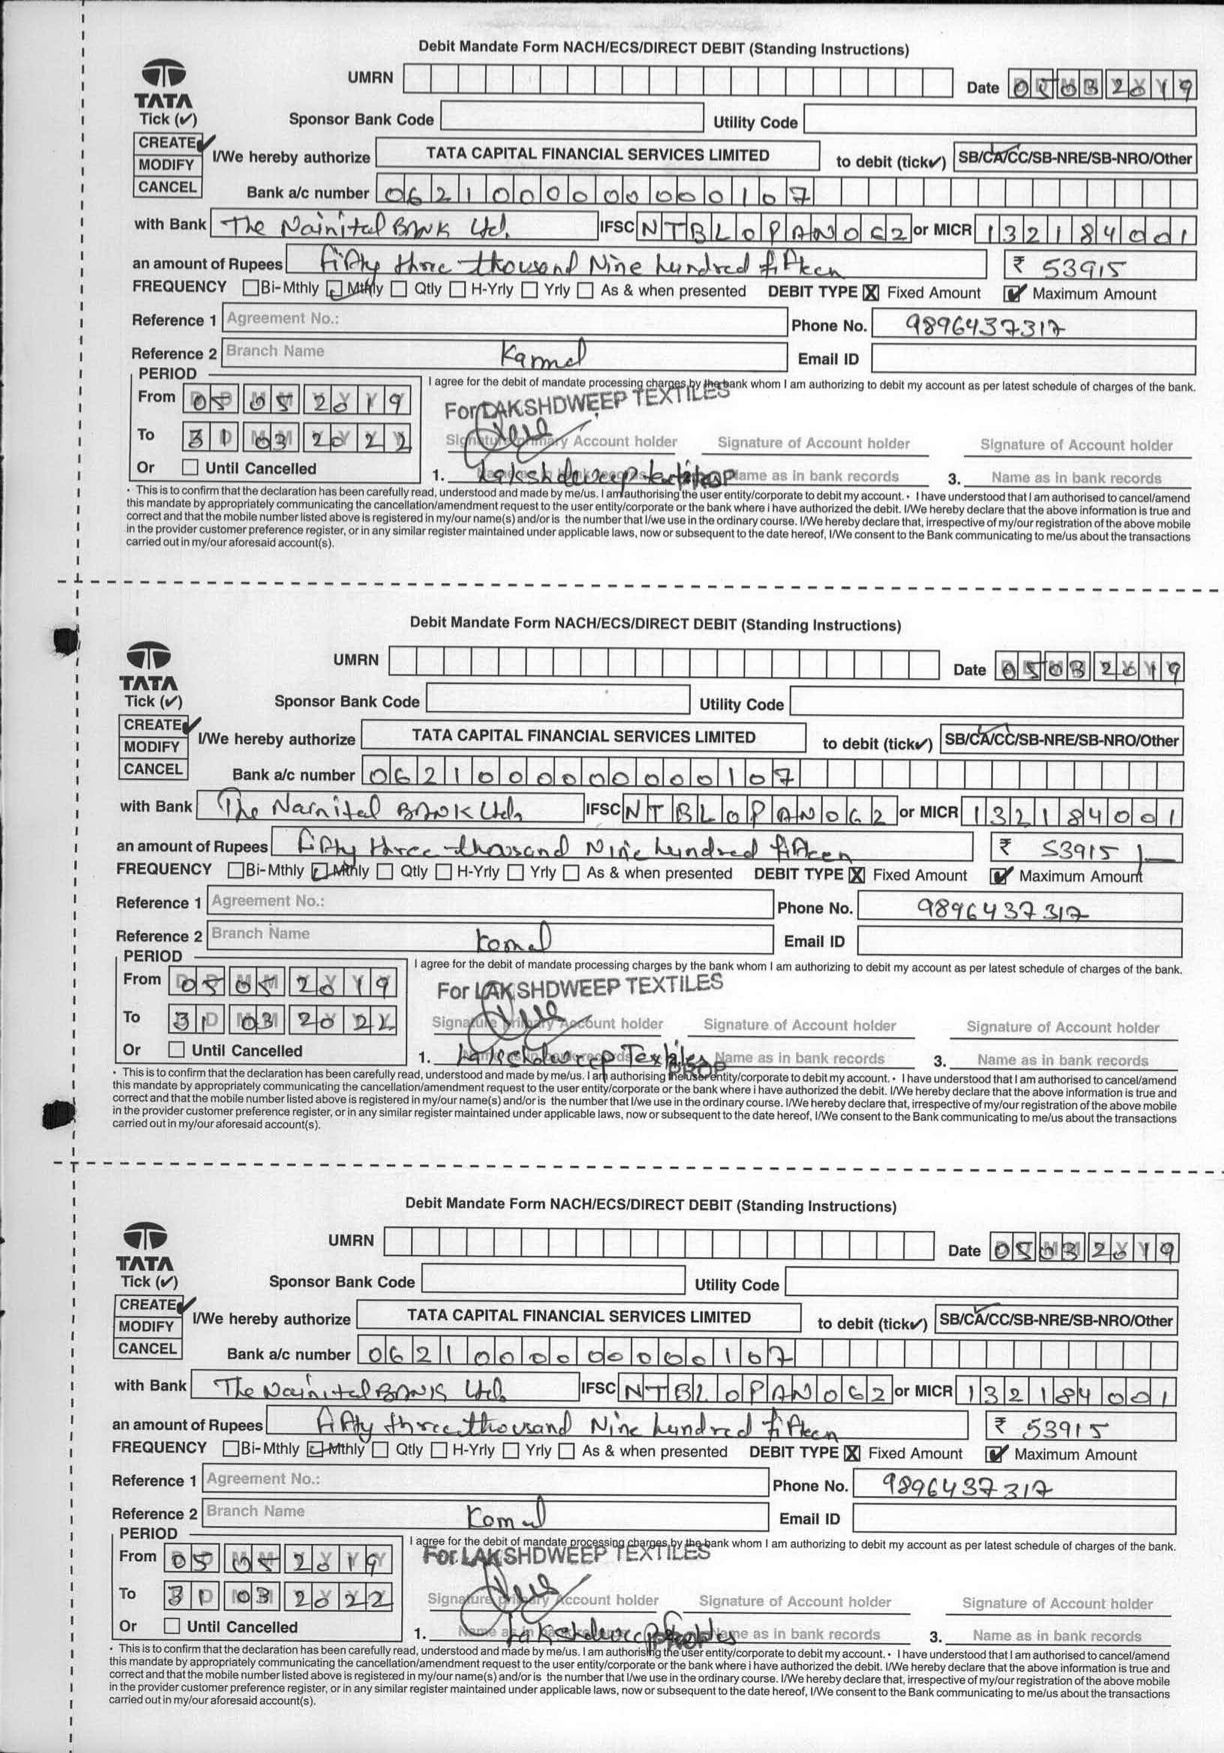 Debit Mandate Form NACH/ECS/DIRECT DEBIT (Standing Instructions)
UMRN Date 05032019
TATA
Tick (✓) Sponsor Bank Code Utility Code
CREATE ✓ I/We hereby authorize TATA CAPITAL FINANCIAL SERVICES LIMITED to debit (tick✓) SB/CA/CC/SB-NRE/SB-NRO/Other
MODIFY
CANCEL Bank a/c number 0621000000000107
with Bank The Nainital BANK Ltd. IFSC NTBL0PAN062 or MICR 132184001
an amount of Rupees fifty three thousand Nine hundred fifteen ₹ 53915
FREQUENCY Bi-Mthly Mthly Qtly H-Yrly Yrly As & when presented DEBIT TYPE X Fixed Amount ✓ Maximum Amount
Reference 1 Agreement No.: Phone No. 9896437317
Reference 2 Branch Name Karnal Email ID
PERIOD I agree for the debit of mandate processing charges by the bank whom I am authorizing to debit my account as per latest schedule of charges of the bank.
From 05 05 2019 For LAKSHDWEEP TEXTILES
To 31 03 2022 Signature primary Account holder Signature of Account holder Signature of Account holder
Or Until Cancelled 1. Lakshdweep textiles PROP Name as in bank records 3. Name as in bank records
· This is to confirm that the declaration has been carefully read, understood and made by me/us. I am authorising the user entity/corporate to debit my account. · I have understood that I am authorised to cancel/amend
this mandate by appropriately communicating the cancellation/amendment request to the user entity/corporate or the bank where i have authorized the debit. I/We hereby declare that the above information is true and
correct and that the mobile number listed above is registered in my/our name(s) and/or is the number that I/we use in the ordinary course. I/We hereby declare that, irrespective of my/our registration of the above mobile
in the provider customer preference register, or in any similar register maintained under applicable laws, now or subsequent to the date hereof, I/We consent to the Bank communicating to me/us about the transactions
carried out in my/our aforesaid account(s).
Debit Mandate Form NACH/ECS/DIRECT DEBIT (Standing Instructions)
UMRN Date 05032019
TATA
Tick (✓) Sponsor Bank Code Utility Code
CREATE ✓ I/We hereby authorize TATA CAPITAL FINANCIAL SERVICES LIMITED to debit (tick✓) SB/CA/CC/SB-NRE/SB-NRO/Other
MODIFY
CANCEL Bank a/c number 0621000000000107
with Bank The Nainital BANK Ltd. IFSC NTBL0PAN062 or MICR 132184001
an amount of Rupees fifty three thousand Nine hundred fifteen ₹ 53915
FREQUENCY Bi-Mthly Mthly Qtly H-Yrly Yrly As & when presented DEBIT TYPE X Fixed Amount ✓ Maximum Amount
Reference 1 Agreement No.: Phone No. 9896437317
Reference 2 Branch Name Karnal Email ID
PERIOD I agree for the debit of mandate processing charges by the bank whom I am authorizing to debit my account as per latest schedule of charges of the bank.
From 05 05 2019 For LAKSHDWEEP TEXTILES
To 31 03 2022 Signature primary Account holder Signature of Account holder Signature of Account holder
Or Until Cancelled 1. Lakshdweep Textiles PROP Name as in bank records 3. Name as in bank records
· This is to confirm that the declaration has been carefully read, understood and made by me/us. I am authorising the user entity/corporate to debit my account. · I have understood that I am authorised to cancel/amend
this mandate by appropriately communicating the cancellation/amendment request to the user entity/corporate or the bank where i have authorized the debit. I/We hereby declare that the above information is true and
correct and that the mobile number listed above is registered in my/our name(s) and/or is the number that I/we use in the ordinary course. I/We hereby declare that, irrespective of my/our registration of the above mobile
in the provider customer preference register, or in any similar register maintained under applicable laws, now or subsequent to the date hereof, I/We consent to the Bank communicating to me/us about the transactions
carried out in my/our aforesaid account(s).
Debit Mandate Form NACH/ECS/DIRECT DEBIT (Standing Instructions)
UMRN Date 05032019
TATA
Tick (✓) Sponsor Bank Code Utility Code
CREATE ✓ I/We hereby authorize TATA CAPITAL FINANCIAL SERVICES LIMITED to debit (tick✓) SB/CA/CC/SB-NRE/SB-NRO/Other
MODIFY
CANCEL Bank a/c number 0621000000000107
with Bank The Nainital BANK Ltd. IFSC NTBL0PAN062 or MICR 132184001
an amount of Rupees fifty three thousand Nine hundred fifteen ₹ 53915
FREQUENCY Bi-Mthly Mthly Qtly H-Yrly Yrly As & when presented DEBIT TYPE X Fixed Amount ✓ Maximum Amount
Reference 1 Agreement No.: Phone No. 9896437317
Reference 2 Branch Name Karnal Email ID
PERIOD I agree for the debit of mandate processing charges by the bank whom I am authorizing to debit my account as per latest schedule of charges of the bank.
From 05 05 2019 For LAKSHDWEEP TEXTILES
To 31 03 2022 Signature primary Account holder Signature of Account holder Signature of Account holder
Or Until Cancelled 1. Lakshdweep Name as in bank records 3. Name as in bank records
· This is to confirm that the declaration has been carefully read, understood and made by me/us. I am authorising the user entity/corporate to debit my account. · I have understood that I am authorised to cancel/amend
this mandate by appropriately communicating the cancellation/amendment request to the user entity/corporate or the bank where i have authorized the debit. I/We hereby declare that the above information is true and
correct and that the mobile number listed above is registered in my/our name(s) and/or is the number that I/we use in the ordinary course. I/We hereby declare that, irrespective of my/our registration of the above mobile
in the provider customer preference register, or in any similar register maintained under applicable laws, now or subsequent to the date hereof, I/We consent to the Bank communicating to me/us about the transactions
carried out in my/our aforesaid account(s).